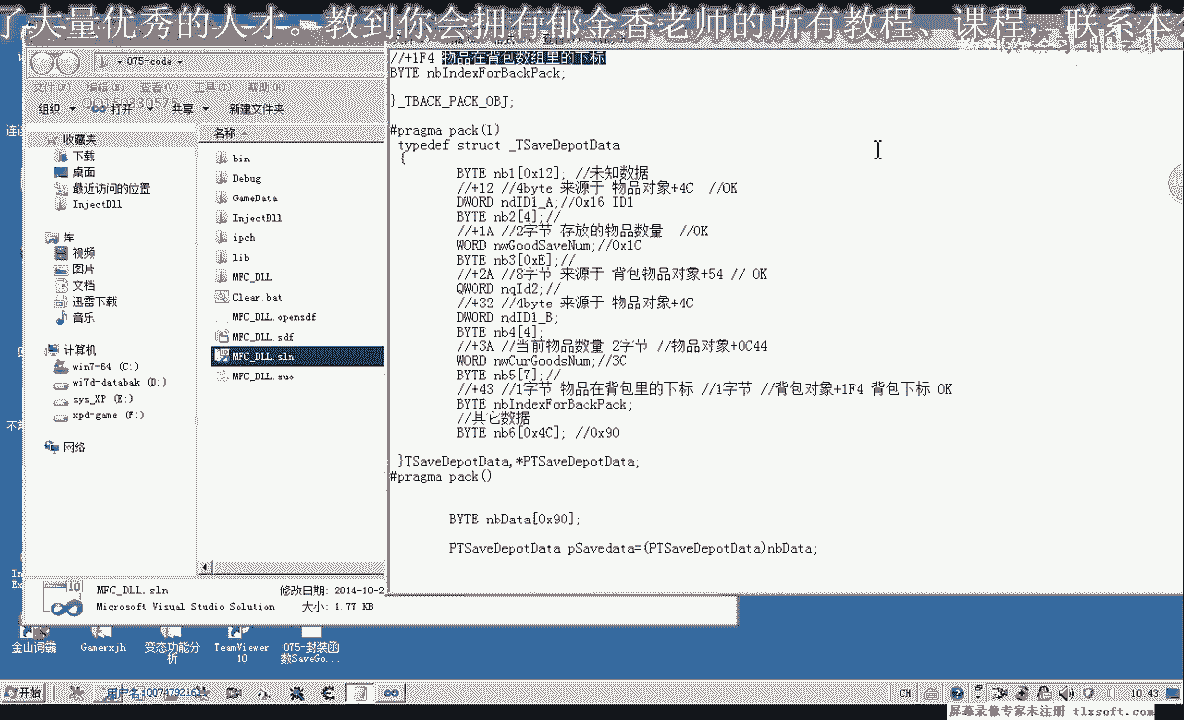 了大量优秀的人才。教到你会拥有郁金香老师的所有教程、课程，联系本
075-code
组织 打开 共享 新建文件夹
收藏夹
下载
桌面
最近访问的位置
InjectDll
库
视频
图片
文档
迅雷下载
音乐
计算机
win7-64 (C:)
wi7d-databak (D:)
sys_XP (E:)
xpd-game (F:)
网络
名称
bin
Debug
GameData
InjectDll
ipch
lib
MFC_DLL
Clear.bat
MFC_DLL.opensdf
MFC_DLL.sdf
MFC_DLL.sln
MFC_DLL.suo
MFC_DLL.sln 修改日期: 2014-10-2
Microsoft Visual Studio Solution 大小: 1.77 KB
//+1F4 物品在背包数组里的下标
BYTE nbIndexForBackPack;
}_TBACK_PACK_OBJ;
#pragma pack(1)
typedef struct _TSaveDepotData
{
BYTE nb1[0x12]; //未知数据
//+12 //4byte 来源于 物品对象+4C //OK
DWORD ndID1_A;//0x16 ID1
BYTE nb2[4];//
//+1A //2字节 存放的物品数量 //OK
WORD nwGoodSaveNum;//0x1C
BYTE nb3[0xE];//
//+2A //8字节 来源于 背包物品对象+54 // OK
QWORD nqId2;//
//+32 //4byte 来源于 物品对象+4C
DWORD ndID1_B;
BYTE nb4[4];
//+3A //当前物品数量 2字节 //物品对象+0C44
WORD nwCurGoodsNum;//3C
BYTE nb5[7];//
//+43 //1字节 物品在背包里的下标 //1字节 //背包对象+1F4 背包下标 OK
BYTE nbIndexForBackPack;
//其它数据
BYTE nb6[0x4C]; //0x90
}TSaveDepotData,*PTSaveDepotData;
#pragma pack()
BYTE nbData[0x90];
PTSaveDepotData pSavedata=(PTSaveDepotData)nbData;
金山词霸 Gamerxjh 变态功能分析 TeamViewer 10 075-封装函数SaveGo...
开始
CH
10:43
屏幕录像专家未注册 tlxsoft.com